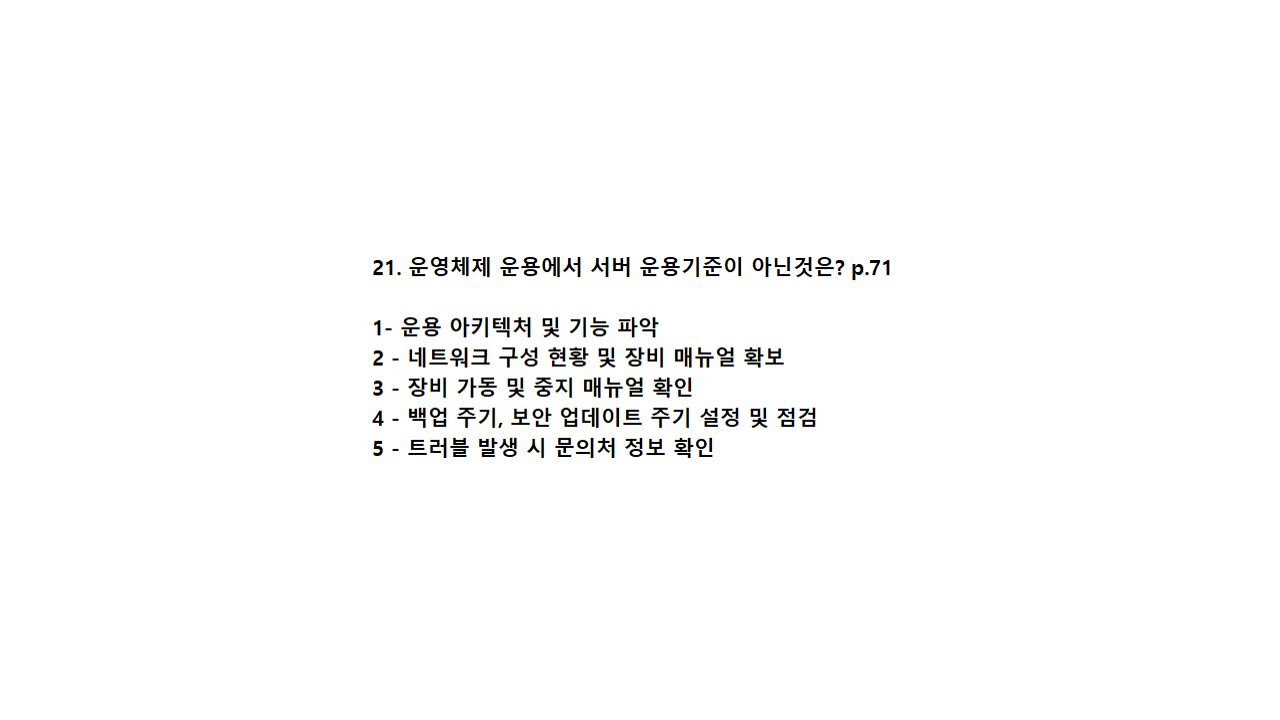 21. 운영체제 운용에서 서버 운용기준이 아닌것은? p.71
1- 운용 아키텍처 및 기능 파악
2 - 네트워크 구성 현황 및 장비 매뉴얼 확보
3 - 장비 가동 및 중지 매뉴얼 확인
4 - 백업 주기, 보안 업데이트 주기 설정 및 점검
5 - 트러블 발생 시 문의처 정보 확인